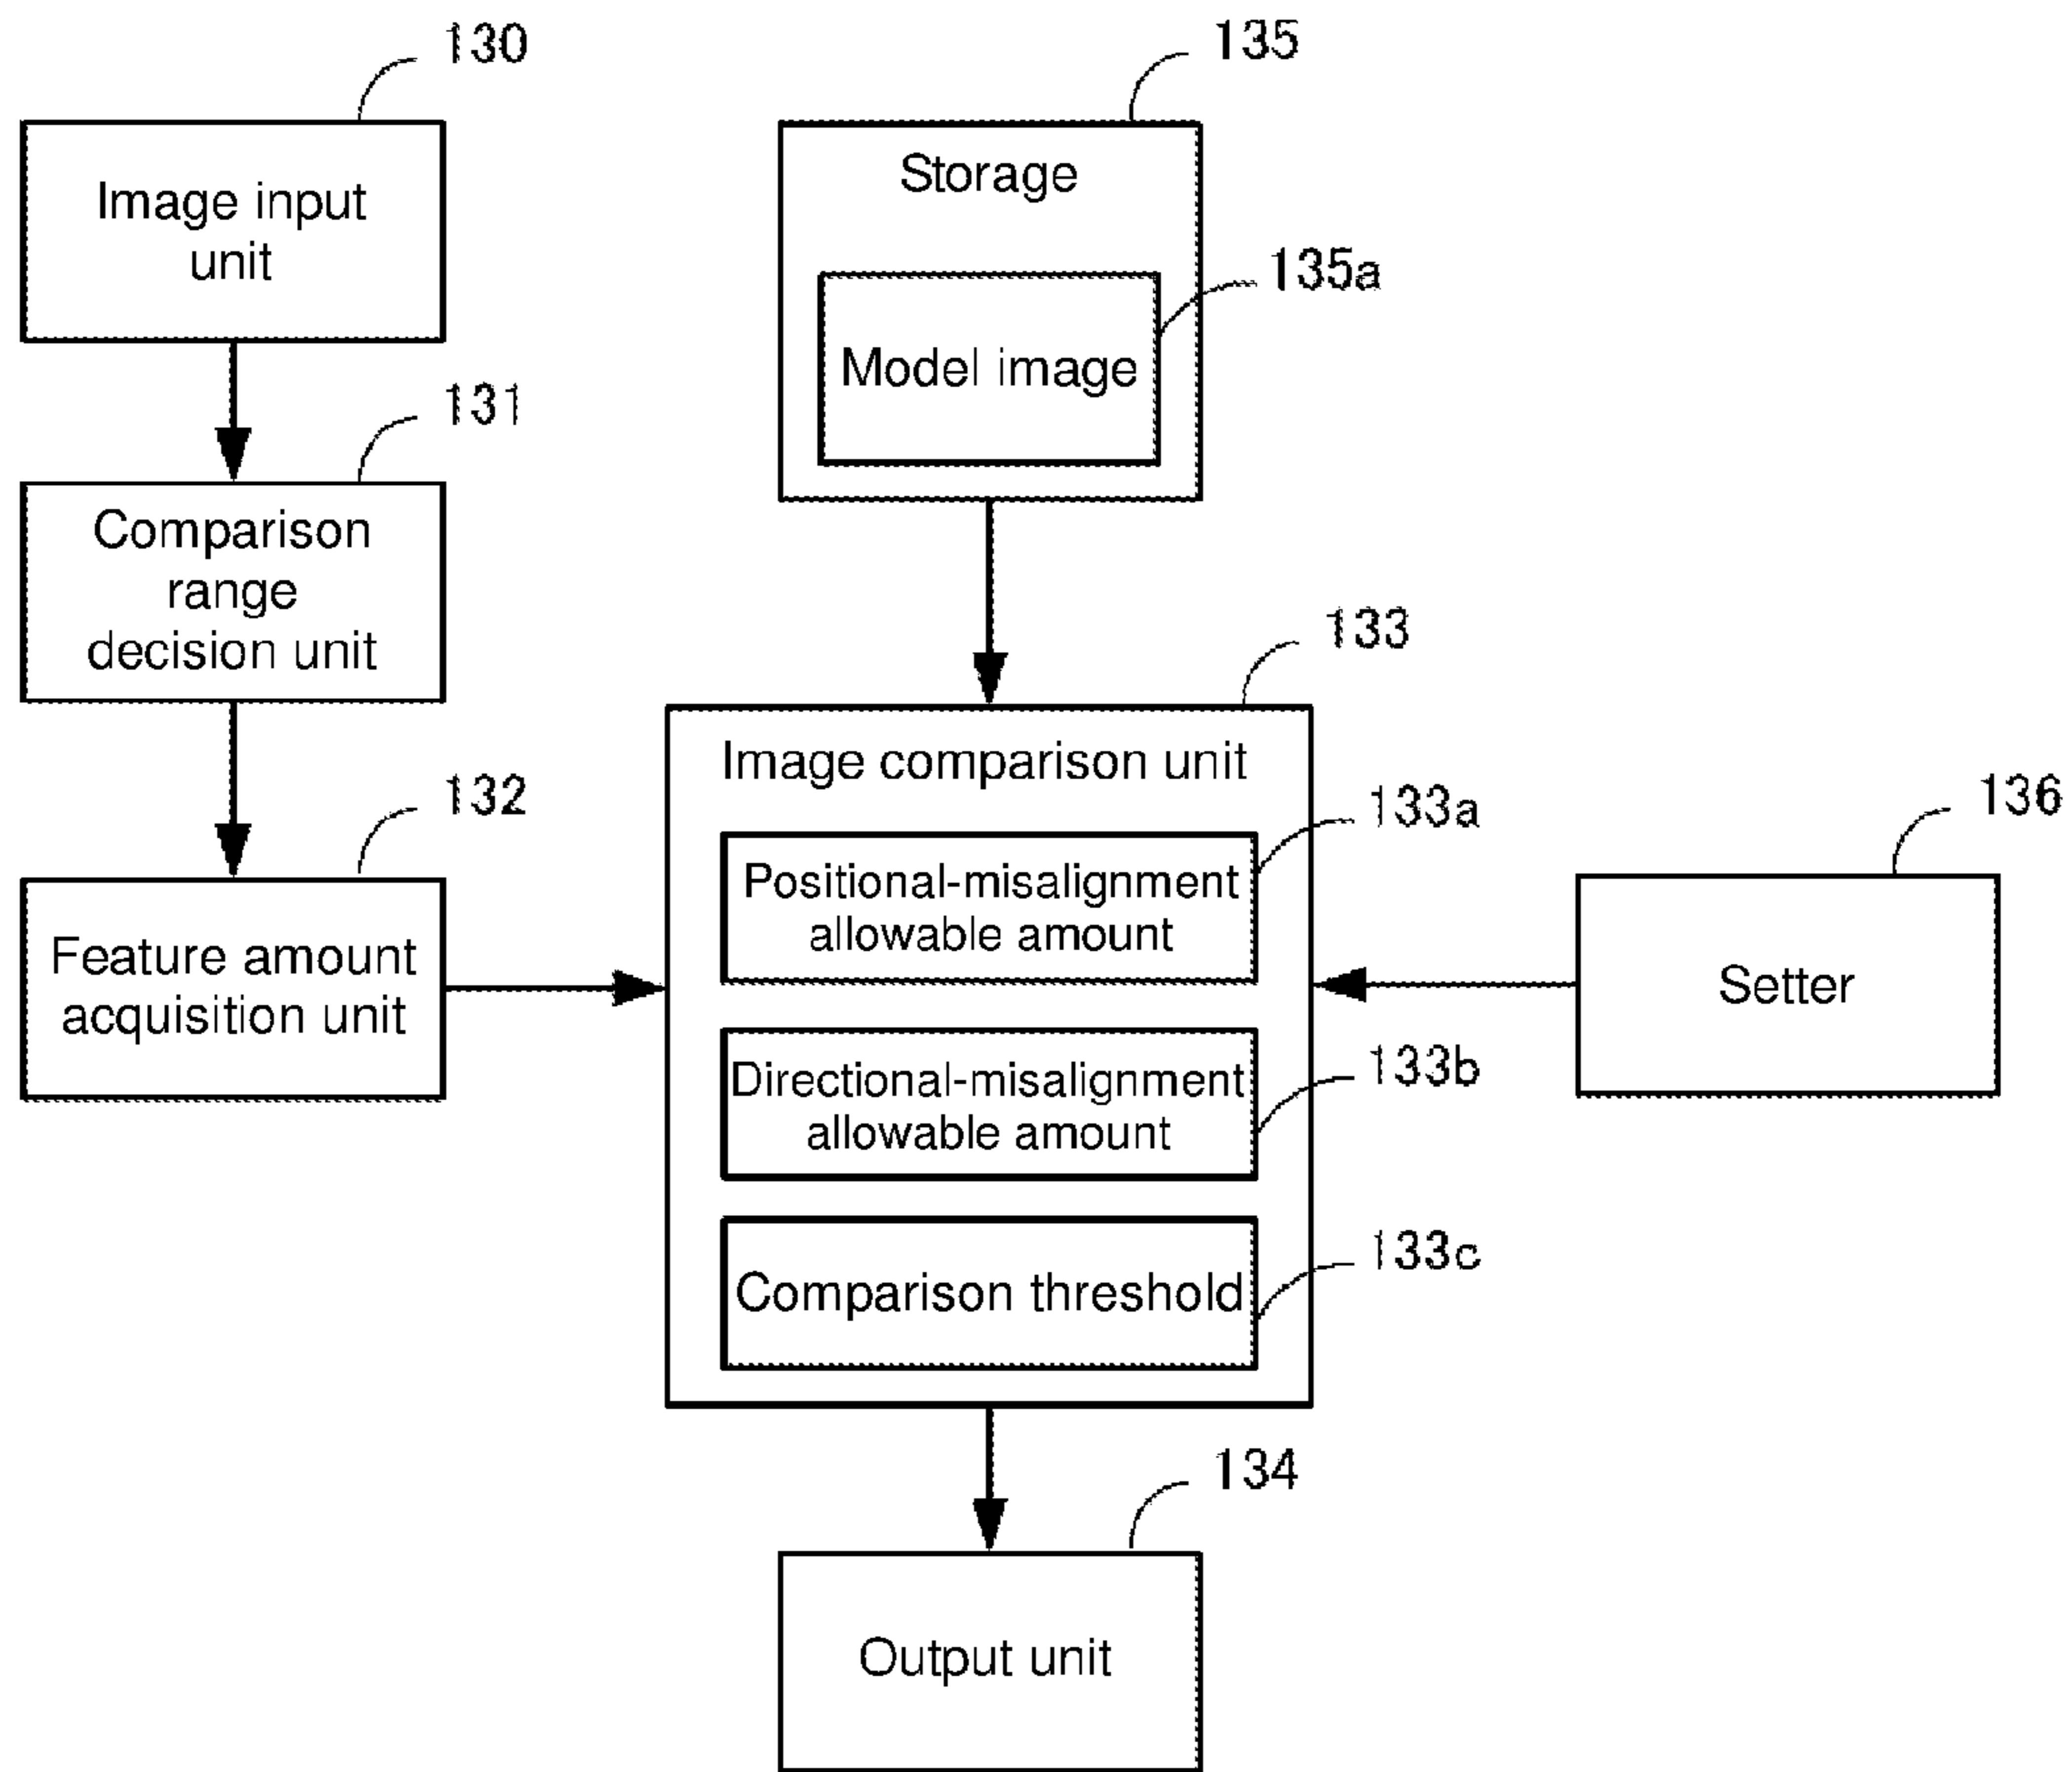 130
Image input
unit
131
Comparison
range
decision unit
132
Feature amount
acquisition unit
135
Storage
135a
Model image
133
Image comparison unit
133a
Positional-misalignment
allowable amount
133b
Directional-misalignment
allowable amount
133c
Comparison threshold
136
Setter
134
Output unit